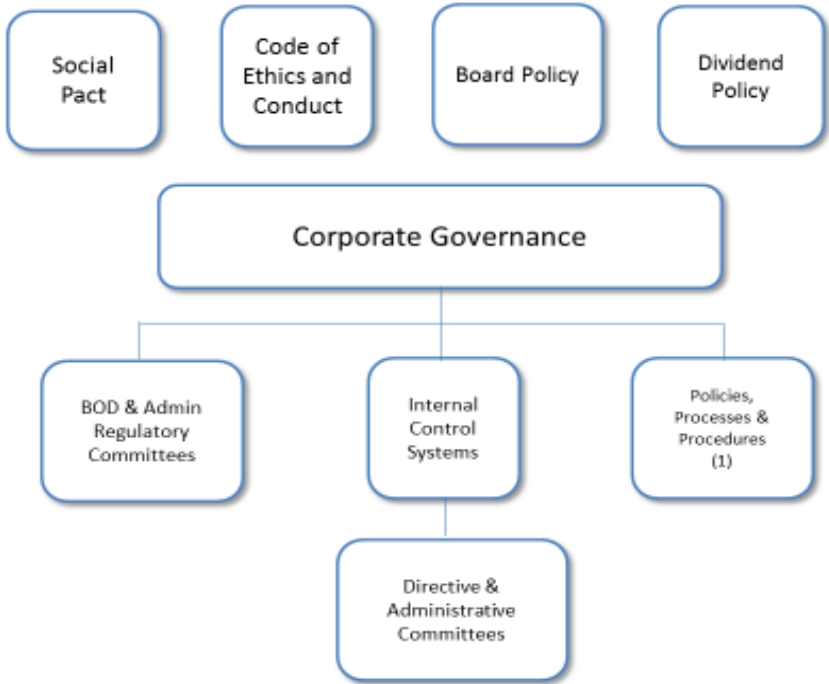 Social
Pact
Code of
Ethics and
Conduct
Board Policy
Dividend
Policy
Corporate Governance
BOD & Admin
Regulatory
Committees
Internal
Control
Systems
Policies,
Processes &
Procedures
(1)
Directive &
Administrative
Committees